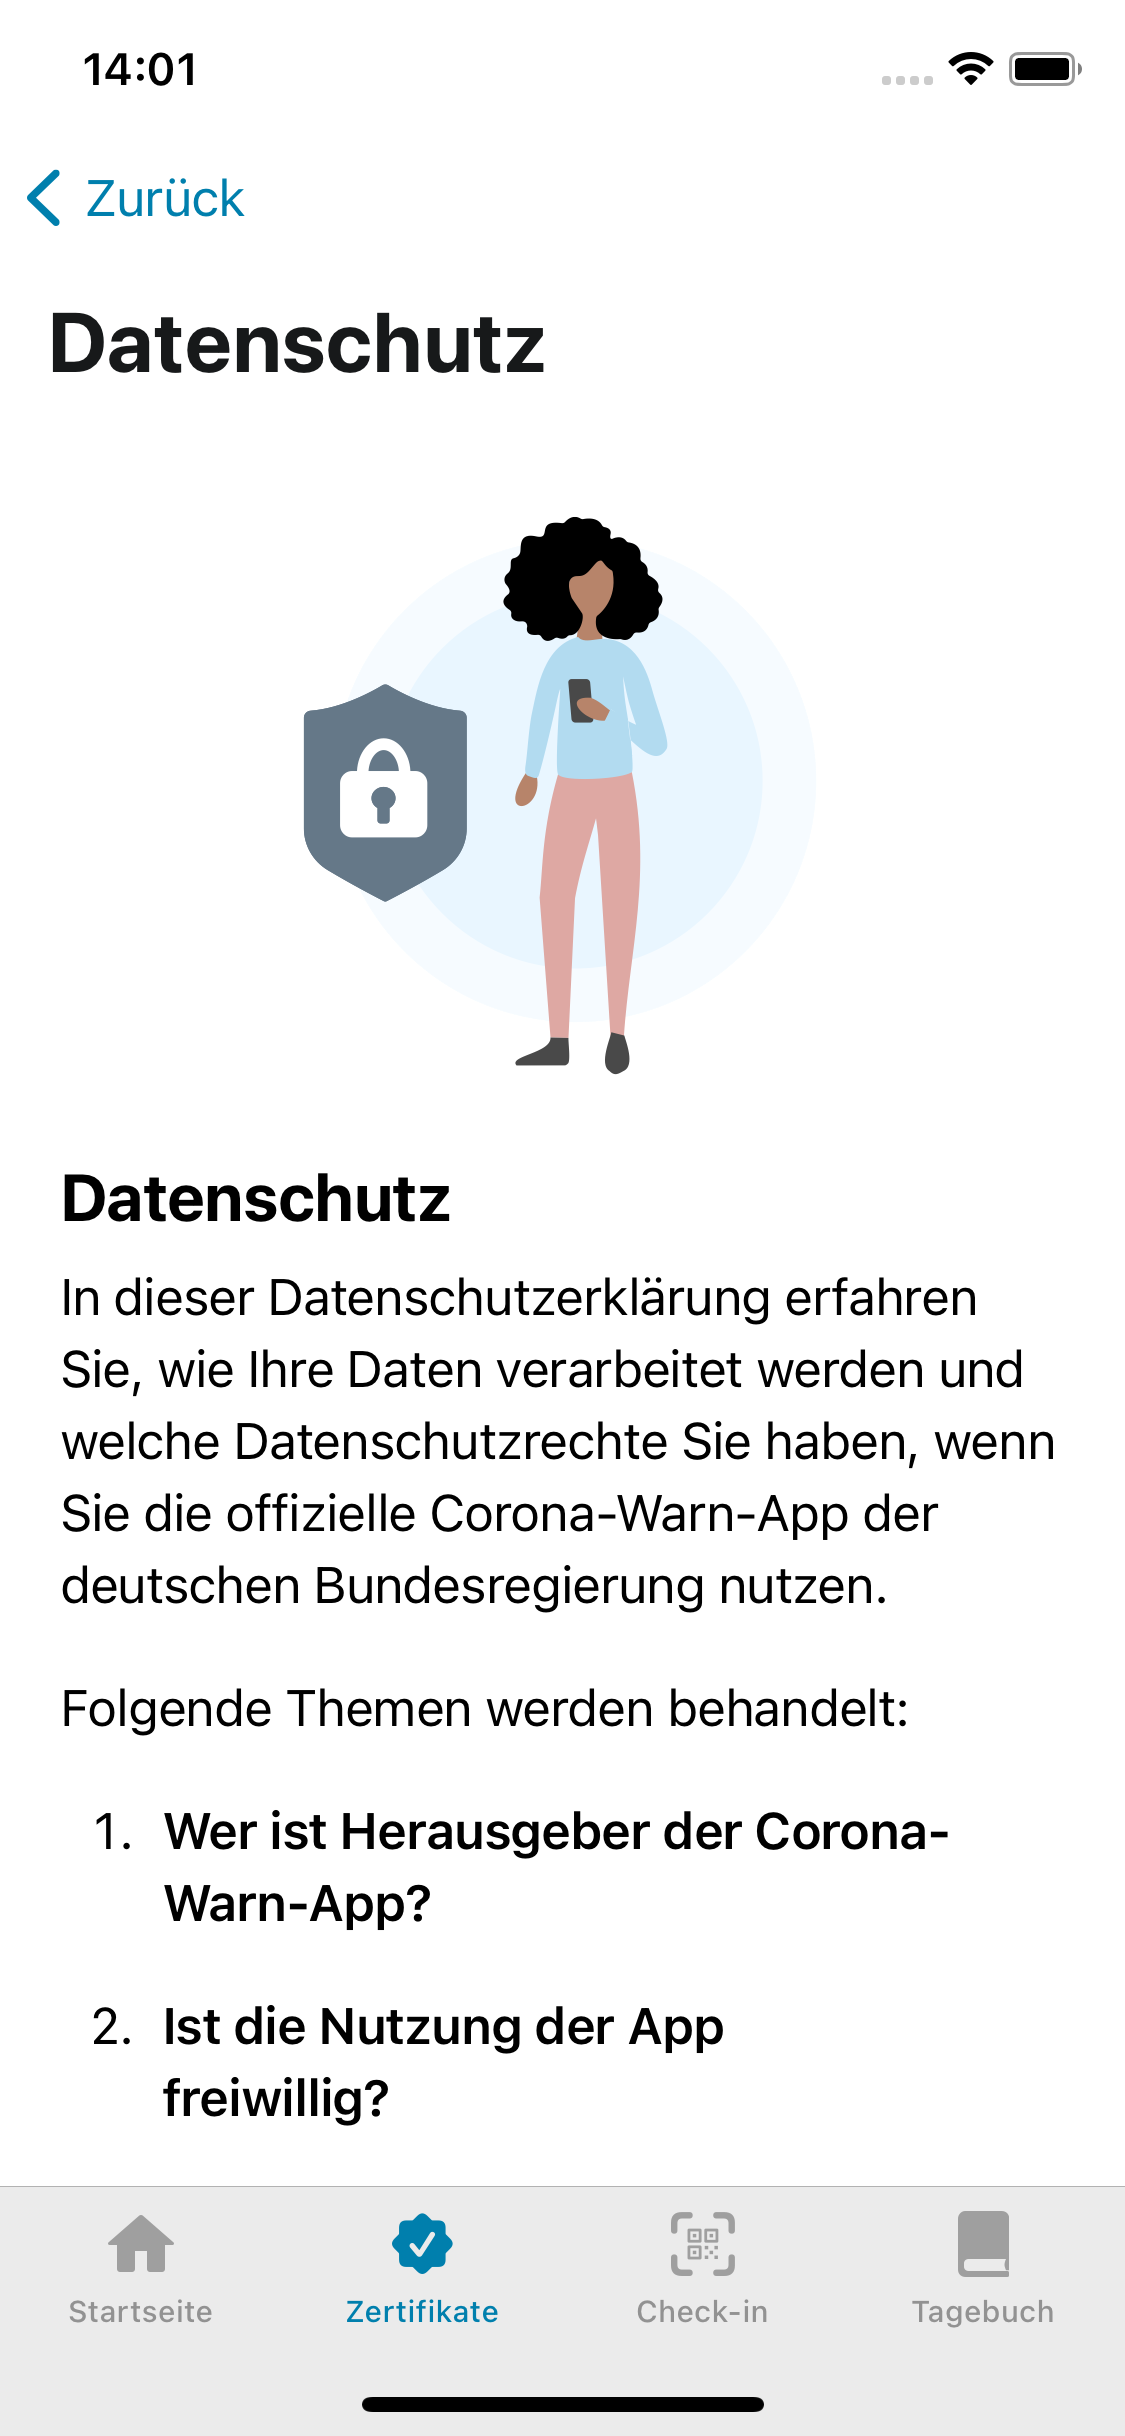 14:01
Zurück
Datenschutz
Datenschutz
In dieser Datenschutzerklärung erfahren
Sie, wie Ihre Daten verarbeitet werden und
welche Datenschutzrechte Sie haben, wenn
Sie die offizielle Corona-Warn-App der
deutschen Bundesregierung nutzen.
Folgende Themen werden behandelt:
1. Wer ist Herausgeber der Corona-
Warn-App?
2. Ist die Nutzung der App
freiwillig?
Startseite
Zertifikate
Check-in
Tagebuch